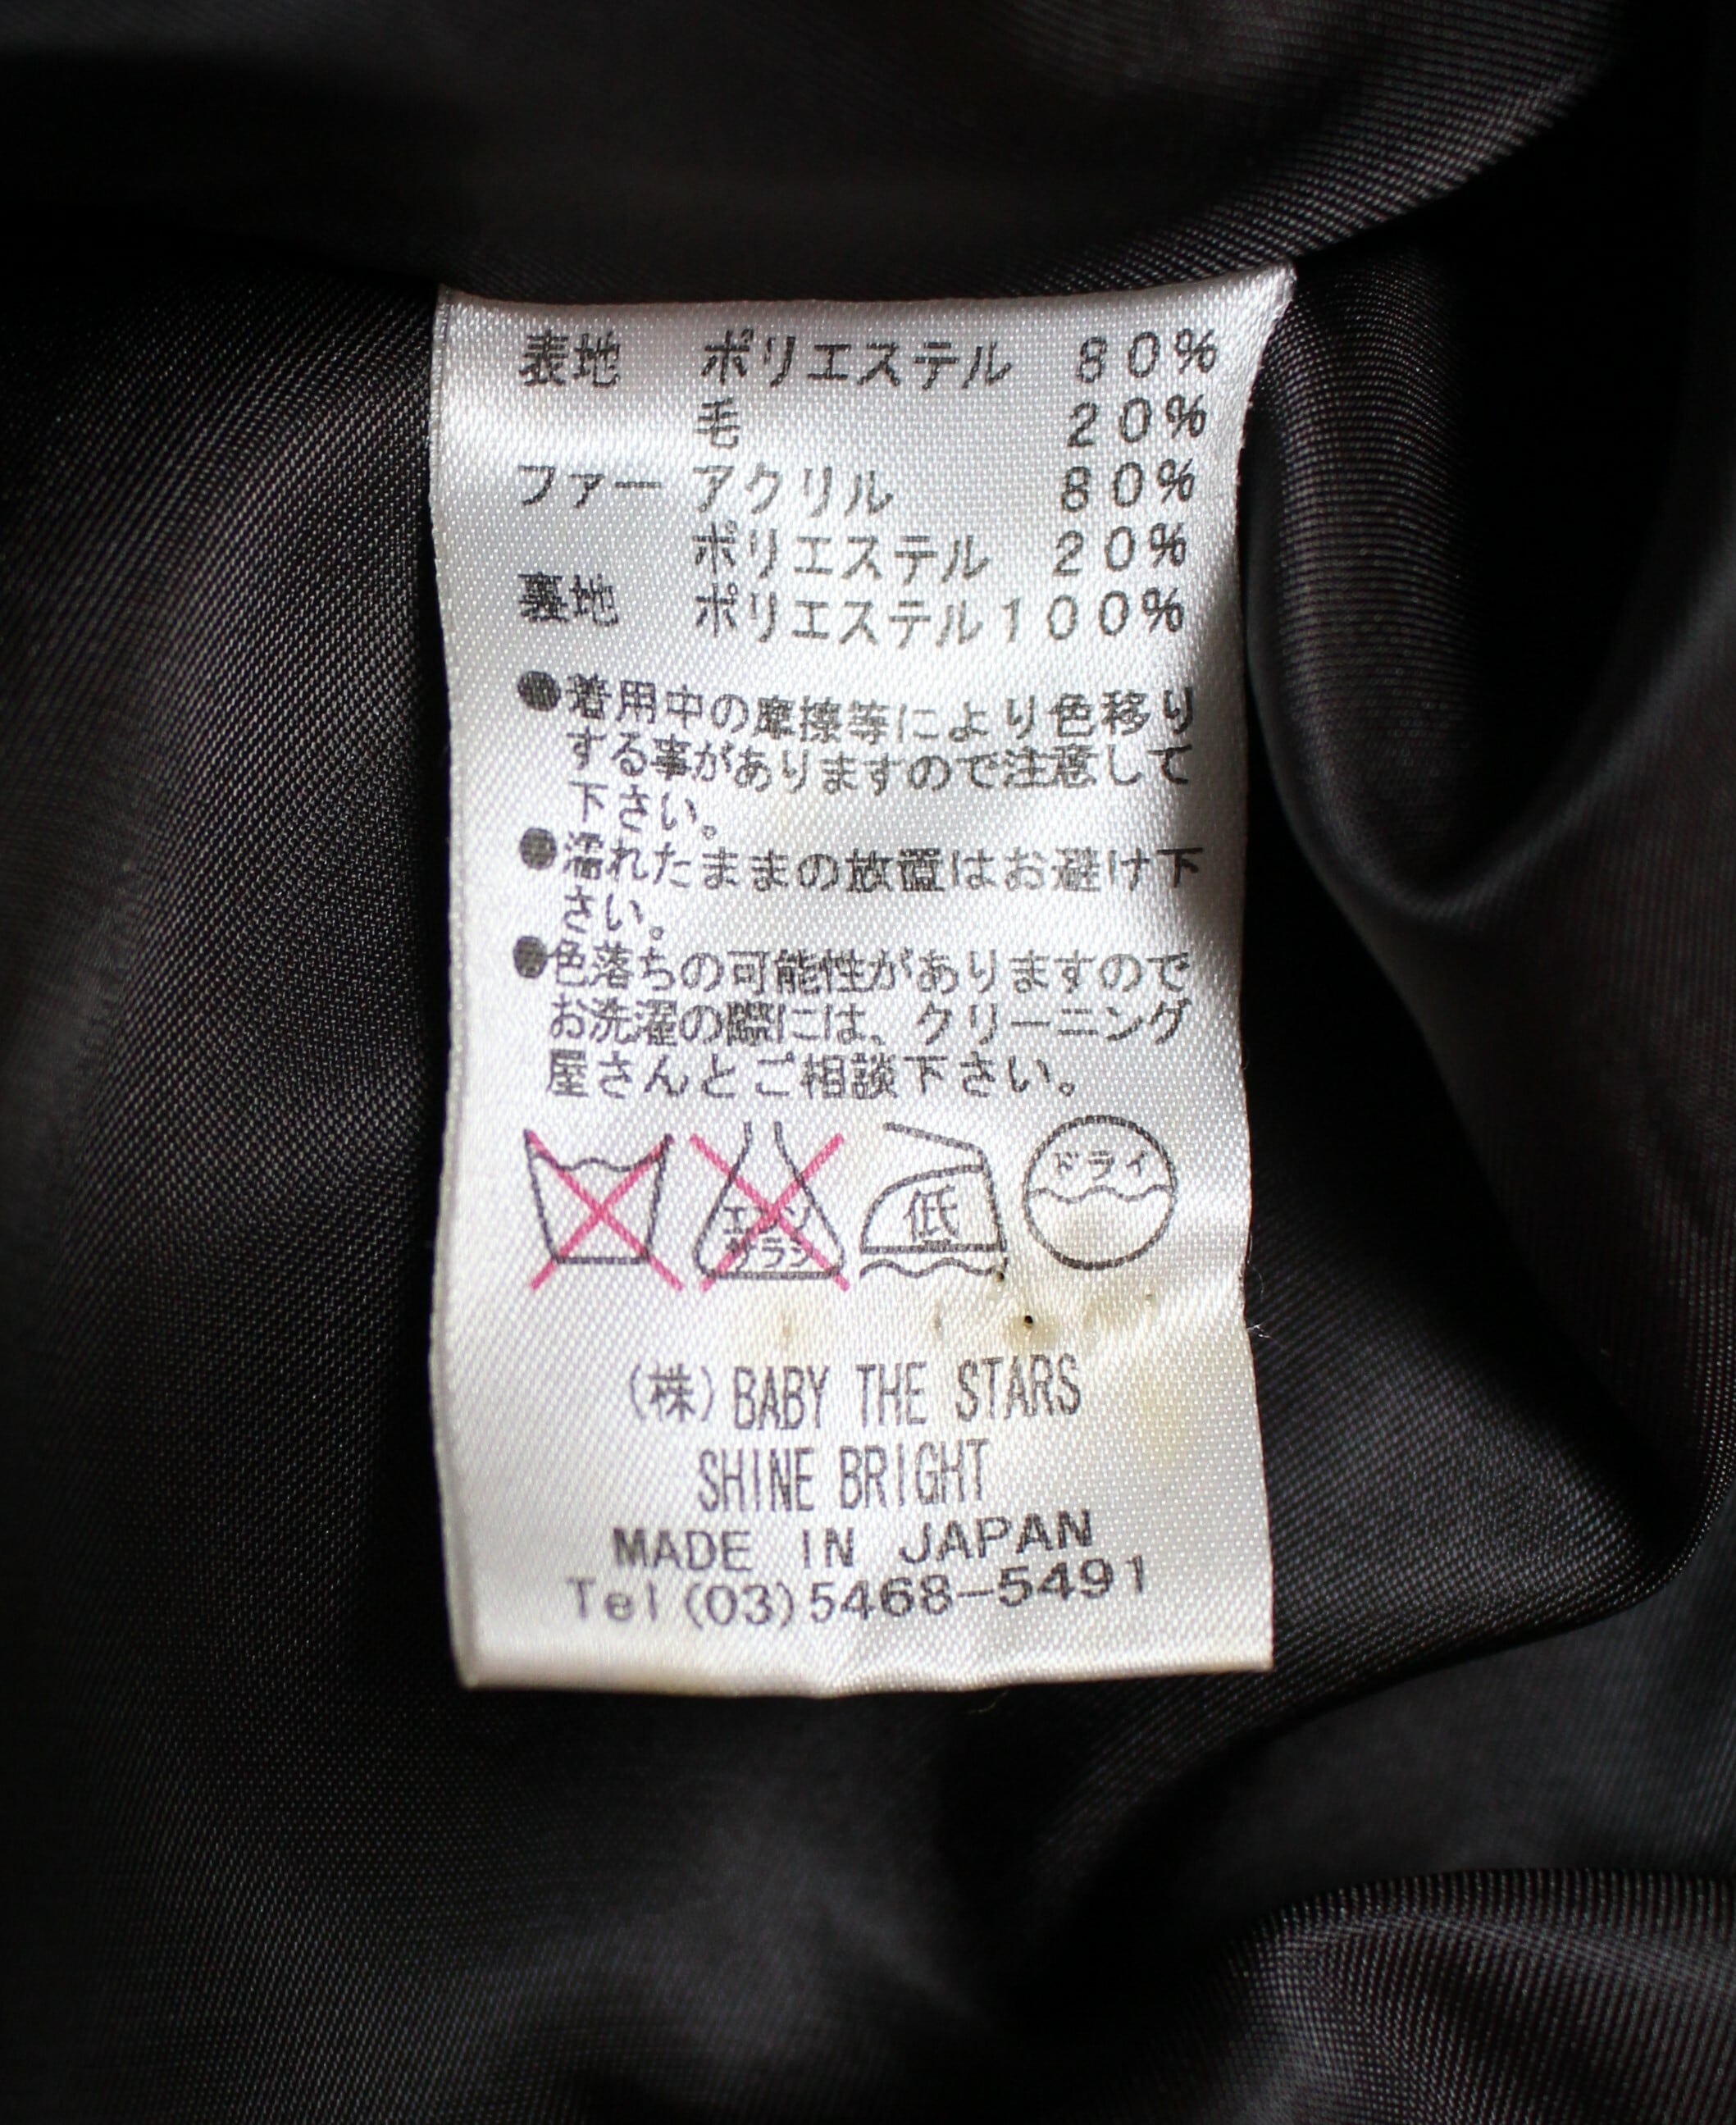 表地 ポリエステル 80%
毛 20%
ファー アクリル 80%
ポリエステル 20%
裏地 ポリエステル100%
●着用中の摩擦等により色移り
する事がありますので注意して
下さい。
●濡れたままの放置はお避け下
さい。
●色落ちの可能性がありますので
お洗濯の際には、クリーニング
屋さんとご相談下さい。
エンソ サラシ 低 ドライ
(株)BABY THE STARS
SHINE BRIGHT
MADE IN JAPAN
Tel(03)5468-5491